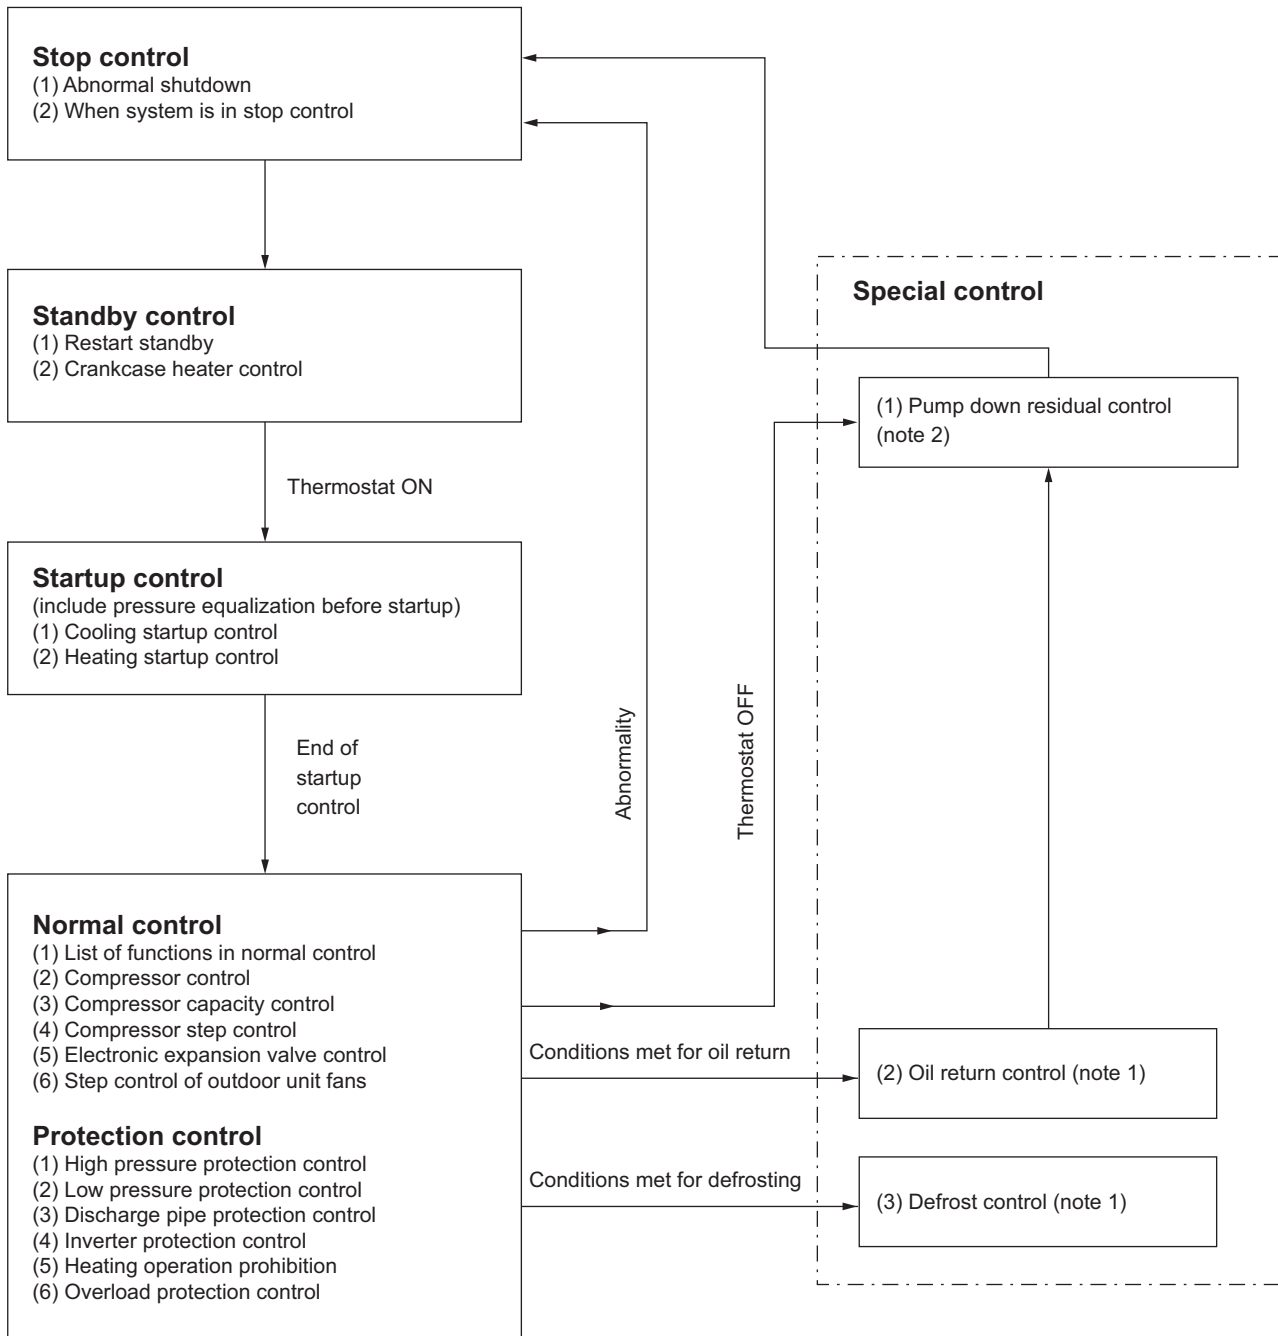 Stop control
(1) Abnormal shutdown
(2) When system is in stop control
Standby control
(1) Restart standby
(2) Crankcase heater control
Thermostat ON
Startup control
(include pressure equalization before startup)
(1) Cooling startup control
(2) Heating startup control
End of
startup
control
Normal control
(1) List of functions in normal control
(2) Compressor control
(3) Compressor capacity control
(4) Compressor step control
(5) Electronic expansion valve control
(6) Step control of outdoor unit fans
Protection control
(1) High pressure protection control
(2) Low pressure protection control
(3) Discharge pipe protection control
(4) Inverter protection control
(5) Heating operation prohibition
(6) Overload protection control
Abnormality
Thermostat OFF
Conditions met for oil return
Conditions met for defrosting
Special control
(1) Pump down residual control
(note 2)
(2) Oil return control (note 1)
(3) Defrost control (note 1)